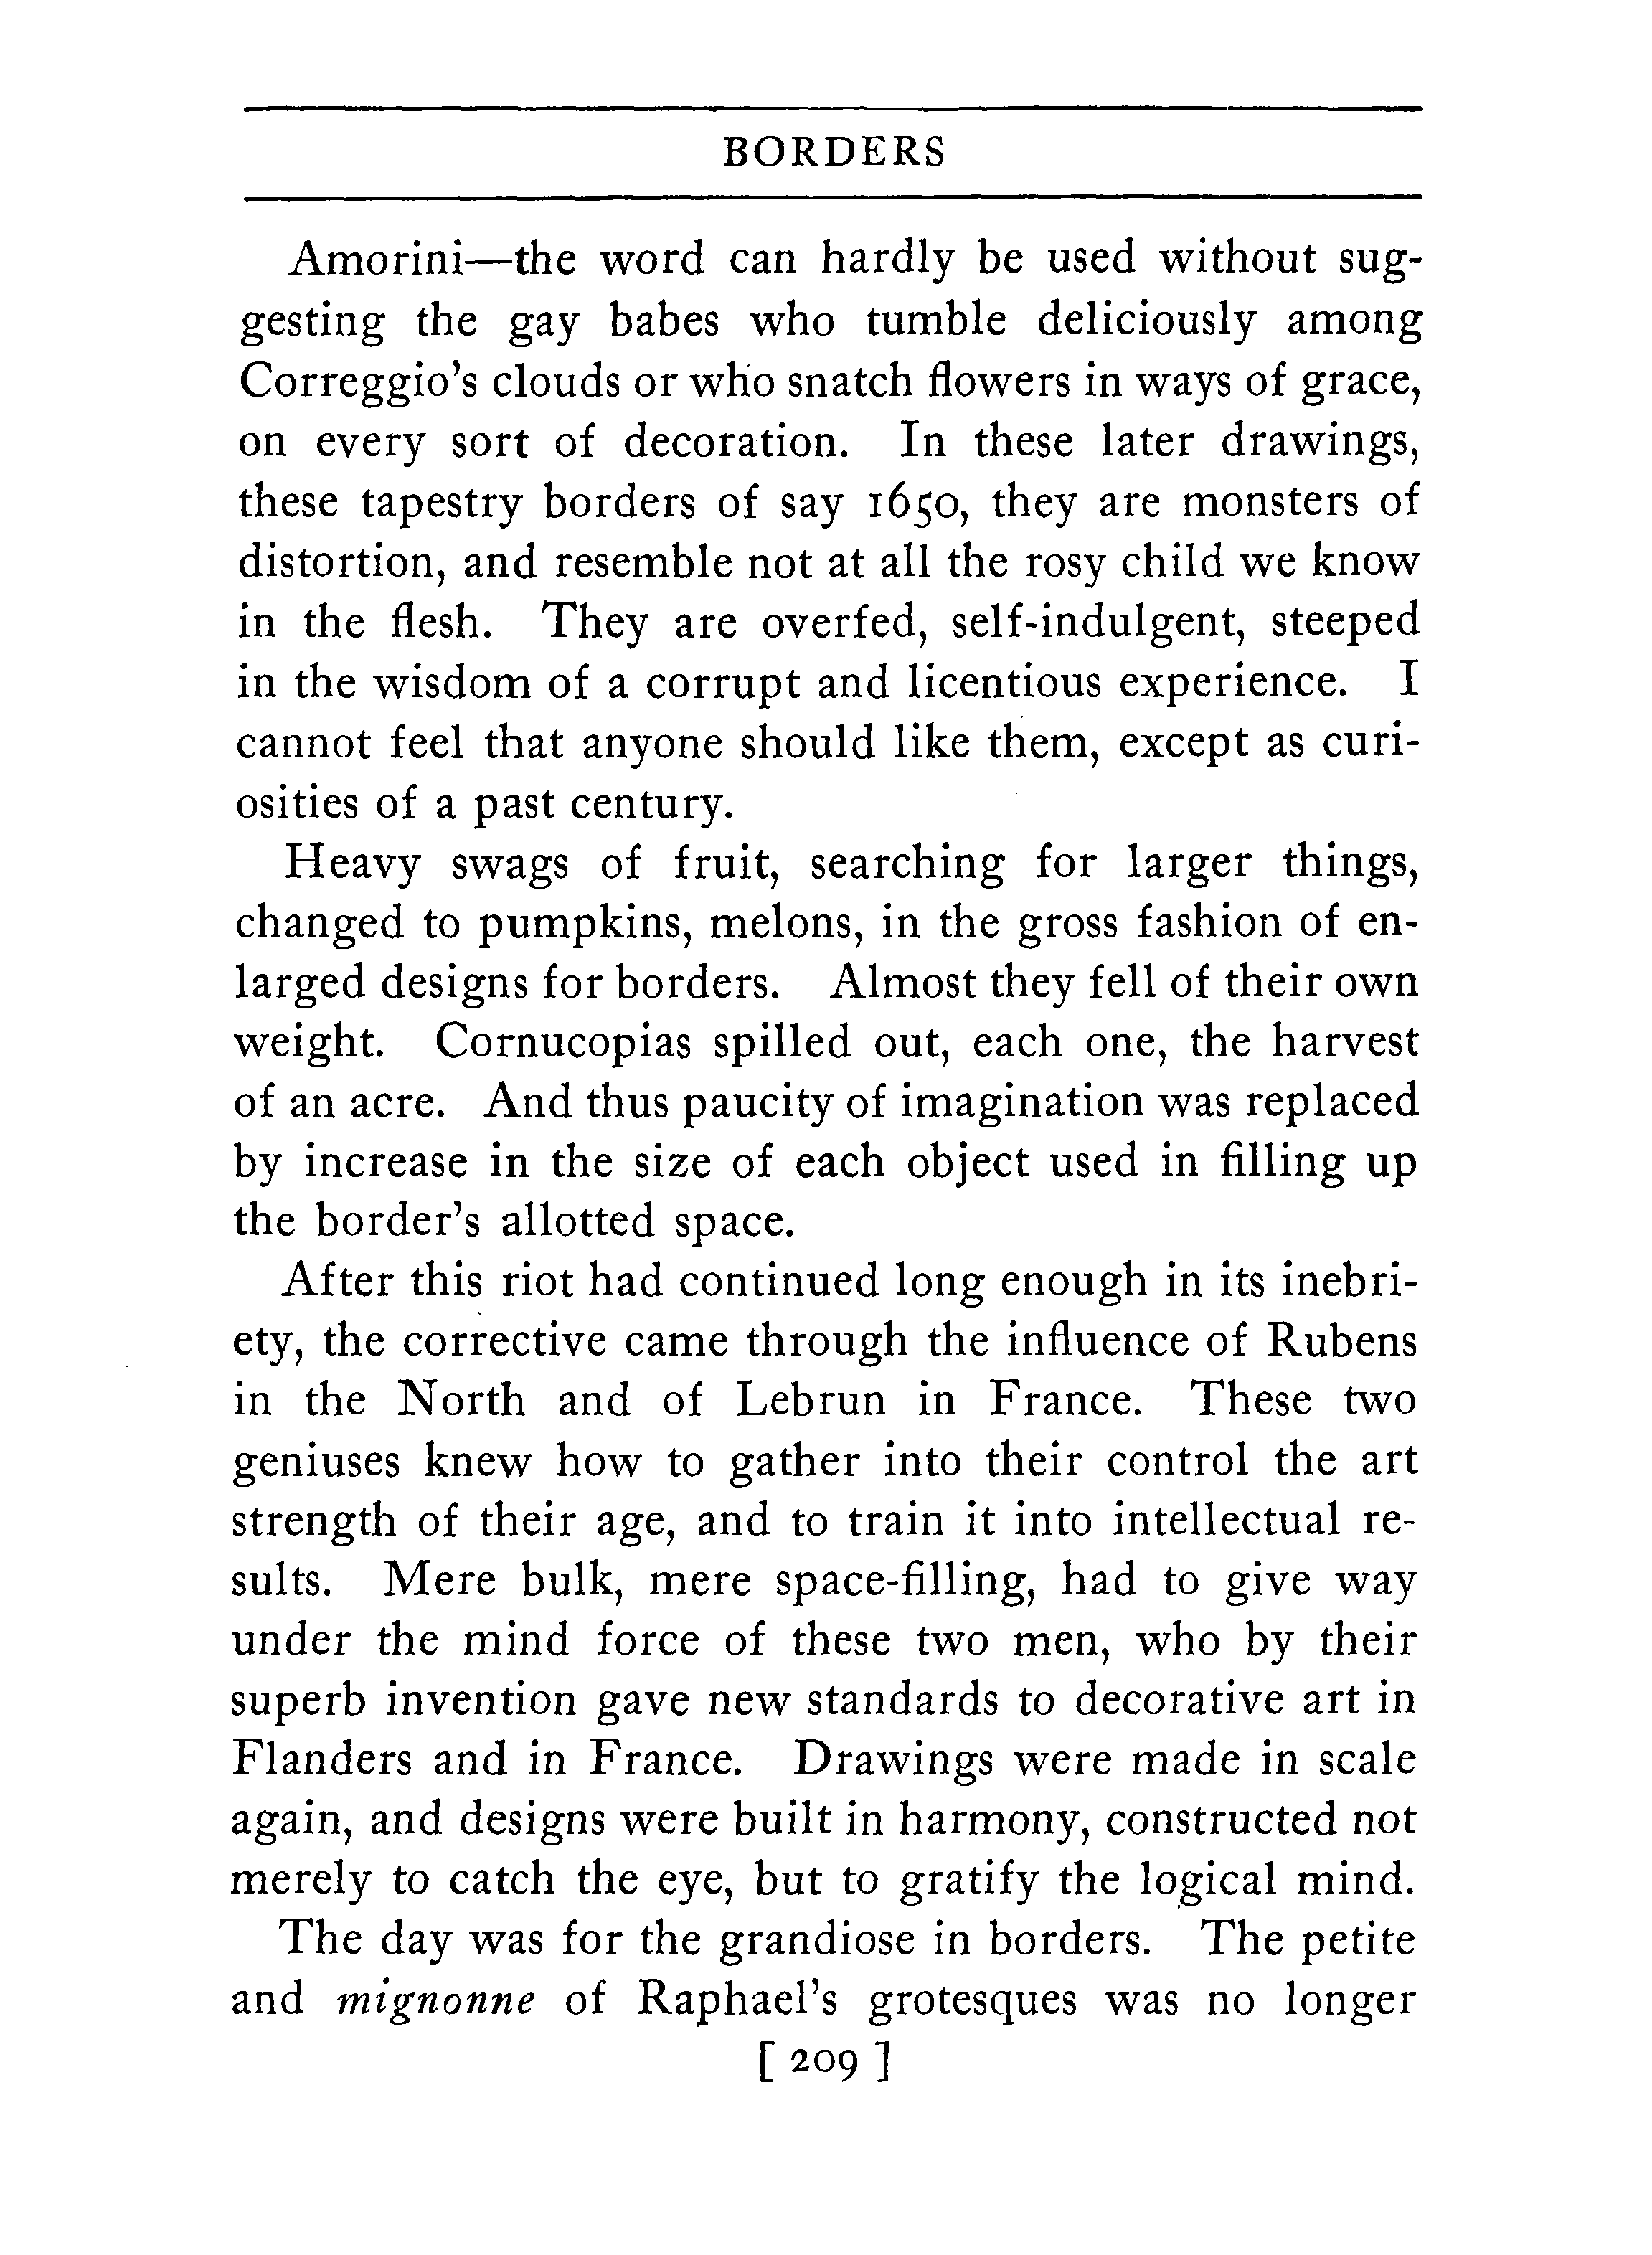 BORDERS
Amorini—the word can hardly be used without sug-
gesting the gay babes who tumble deliciously among
Correggio's clouds or who snatch flowers in ways of grace,
on every sort of decoration. In these later drawings,
these tapestry borders of say 1650, they are monsters of
distortion, and resemble not at all the rosy child we know
in the flesh. They are overfed, self-indulgent, steeped
in the wisdom of a corrupt and licentious experience. I
cannot feel that anyone should like them, except as curi-
osities of a past century.
Heavy swags of fruit, searching for larger things,
changed to pumpkins, melons, in the gross fashion of en-
larged designs for borders. Almost they fell of their own
weight. Cornucopias spilled out, each one, the harvest
of an acre. And thus paucity of imagination was replaced
by increase in the size of each object used in filling up
the border's allotted space.
After this riot had continued long enough in its inebri-
ety, the corrective came through the influence of Rubens
in the North and of Lebrun in France. These two
geniuses knew how to gather into their control the art
strength of their age, and to train it into intellectual re-
sults. Mere bulk, mere space-filling, had to give way
under the mind force of these two men, who by their
superb invention gave new standards to decorative art in
Flanders and in France. Drawings were made in scale
again, and designs were built in harmony, constructed not
merely to catch the eye, but to gratify the logical mind.
The day was for the grandiose in borders. The petite
and mignonne of Raphael's grotesques was no longer
[ 209 ]